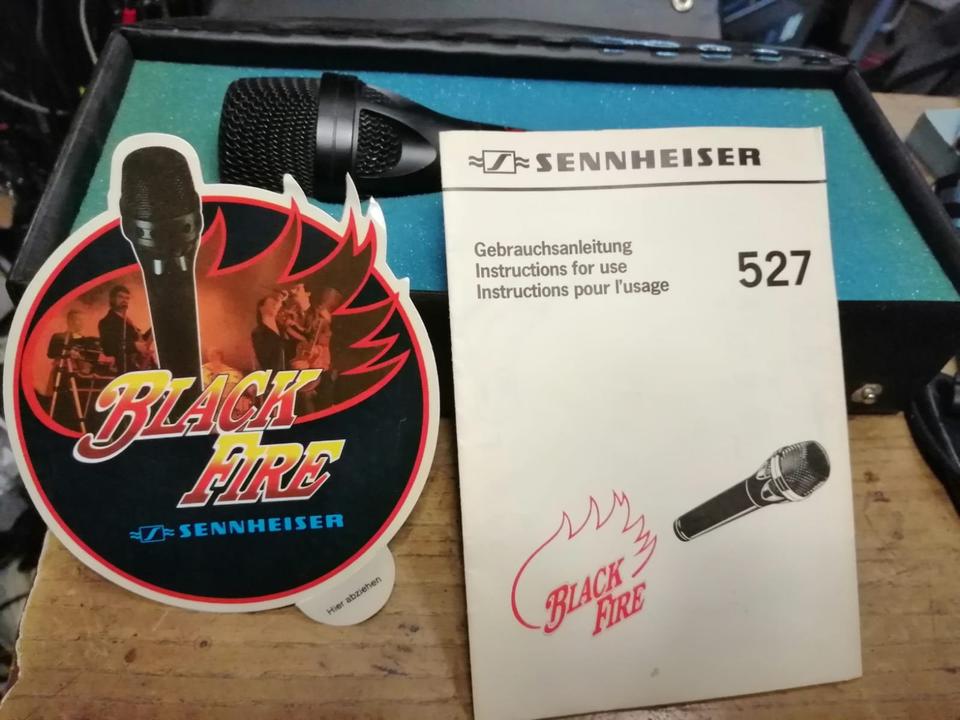 BLACK
FIRE
SENNHEISER
Hier abziehen
SENNHEISER
Gebrauchsanleitung
Instructions for use
Instructions pour l'usage
527
BLACK
FIRE